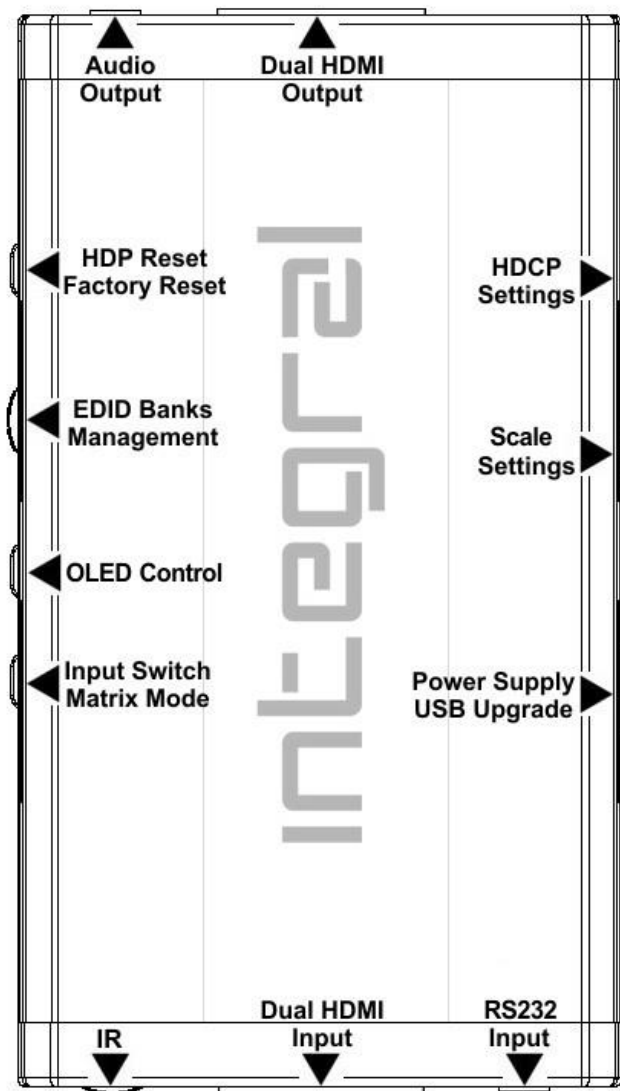 Audio
Output
Dual HDMI
Output
HDP Reset
Factory Reset
HDCP
Settings
EDID Banks
Management
Scale
Settings
OLED Control
Input Switch
Matrix Mode
Power Supply
USB Upgrade
integral
IR
Dual HDMI
Input
RS232
Input